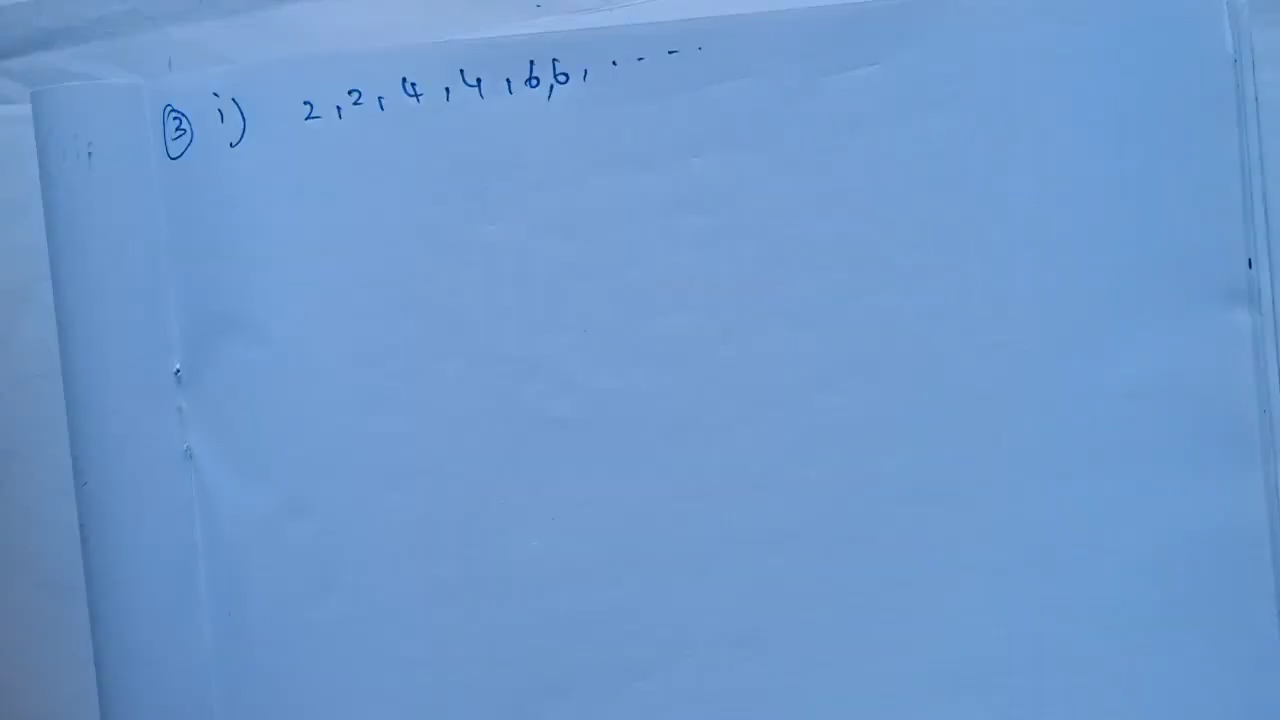 ③ i) 2, 2, 4, 4, 6, 6, .....